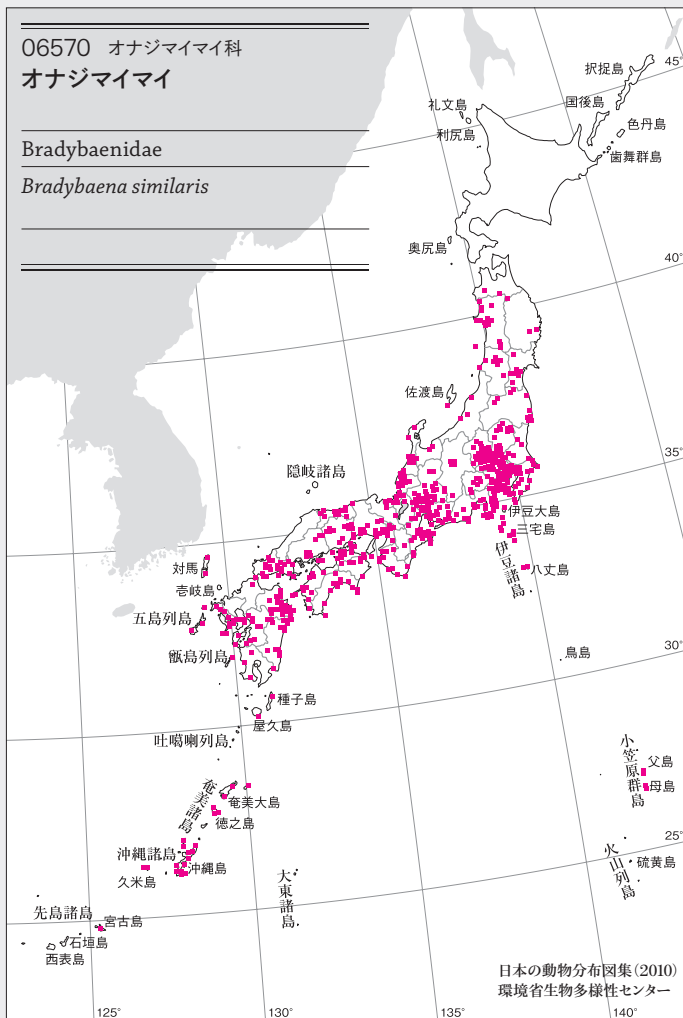 06570 オナジマイマイ科
オナジマイマイ
Bradybaenidae
Bradybaena similaris
45°
択捉島
国後島
礼文島
色丹島
利尻島
歯舞群島
奥尻島
40°
佐渡島
35°
隠岐諸島
伊豆大島
三宅島
伊豆諸島
八丈島
対馬
壱岐島
五島列島
甑島列島
鳥島
30°
種子島
屋久島
吐噶喇列島
小笠原群島
父島
母島
奄美諸島
奄美大島
徳之島
25°
沖縄諸島
沖縄島
久米島
火山列島
硫黄島
大東諸島
先島諸島
宮古島
石垣島
西表島
日本の動物分布図集(2010)
環境省生物多様性センター
125°
130°
135°
140°